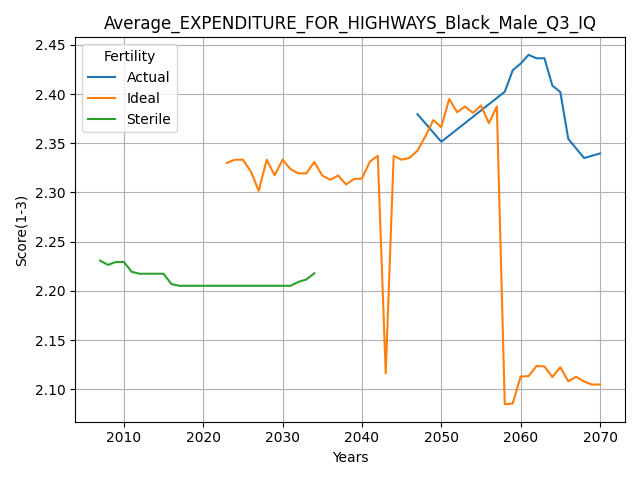 Average_EXPENDITURE_FOR_HIGHWAYS_Black_Male_Q3_IQ
Score(1-3)
2.45
2.40
2.35
2.30
2.25
2.20
2.15
2.10
Fertility
Actual
Ideal
Sterile
2010 2020 2030 2040 2050 2060 2070
Years